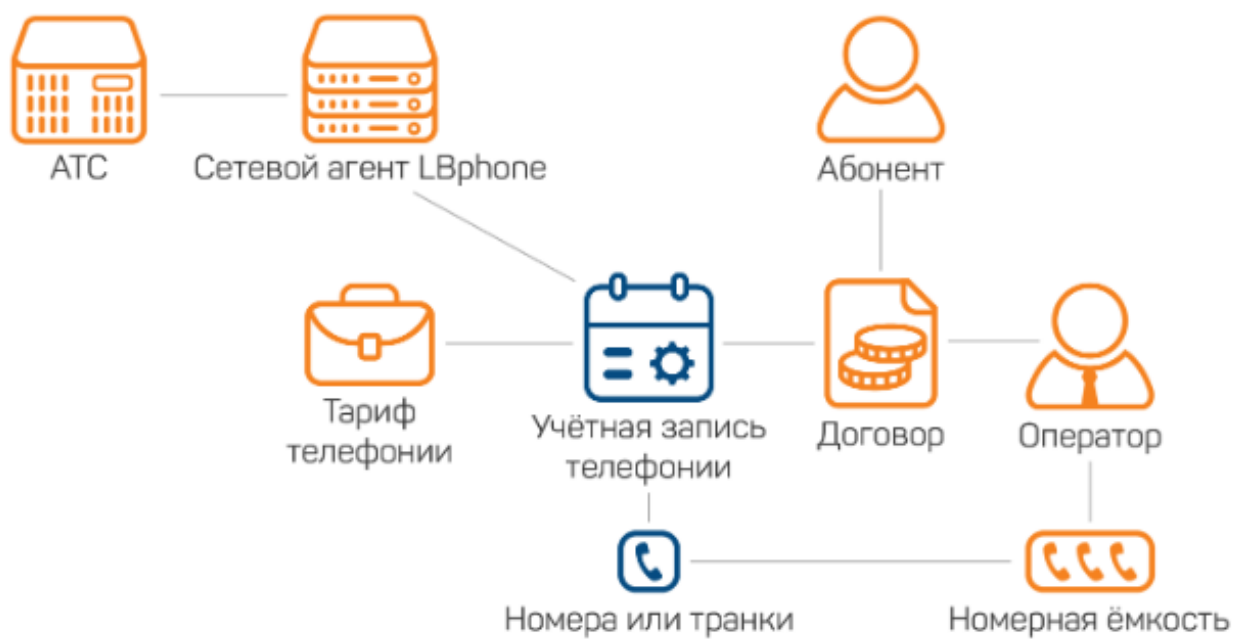 АТС
Сетевой агент LBphone
Абонент
Тариф
телефонии
Учётная запись
телефонии
Договор
Оператор
Номера или транки
Номерная ёмкость